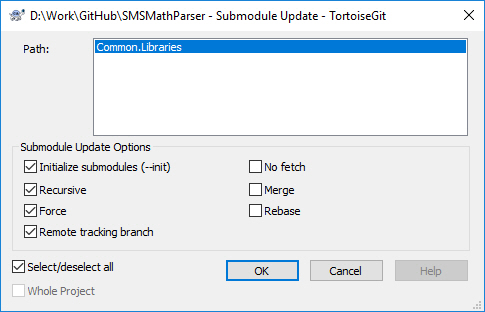 D:\Work\GitHub\SMSMathParser - Submodule Update - TortoiseGit
Path:
Common.Libraries
Submodule Update Options
Initialize submodules (--init)
No fetch
Recursive
Merge
Force
Rebase
Remote tracking branch
Select/deselect all
OK
Cancel
Help
Whole Project